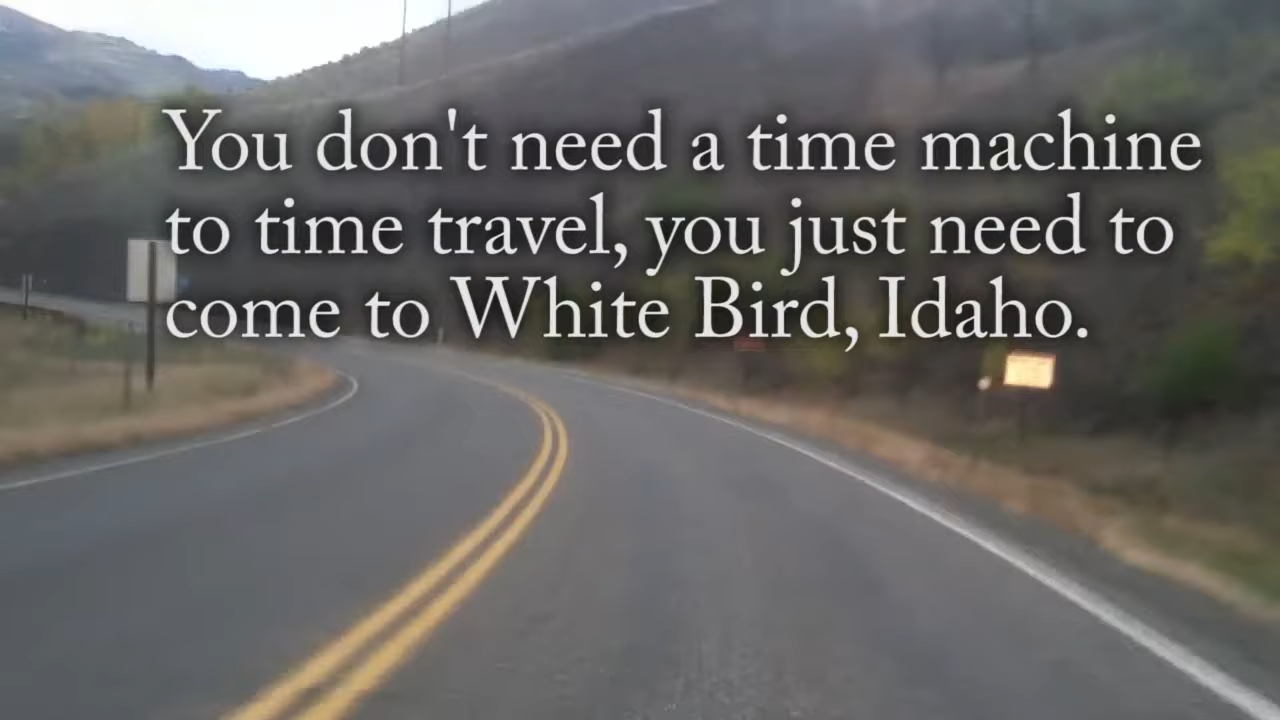 You don't need a time machine
to time travel, you just need to
come to White Bird, Idaho.